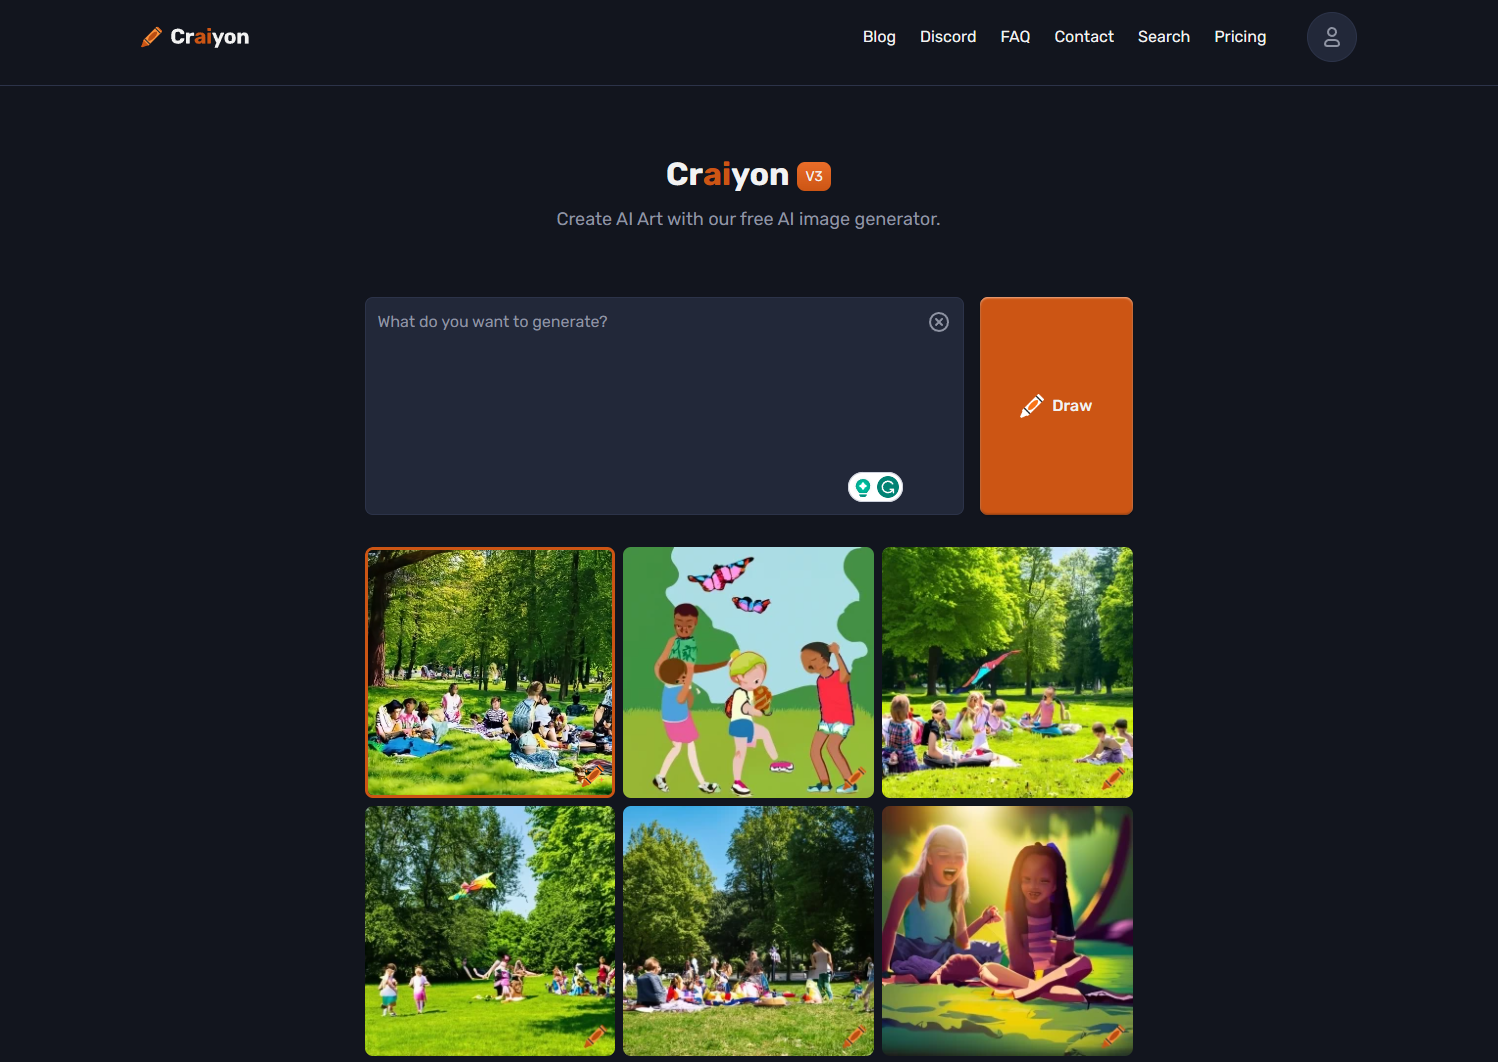 Craiyon
Blog Discord FAQ Contact Search Pricing
Craiyon V3
Create AI Art with our free AI image generator.
What do you want to generate?
Draw